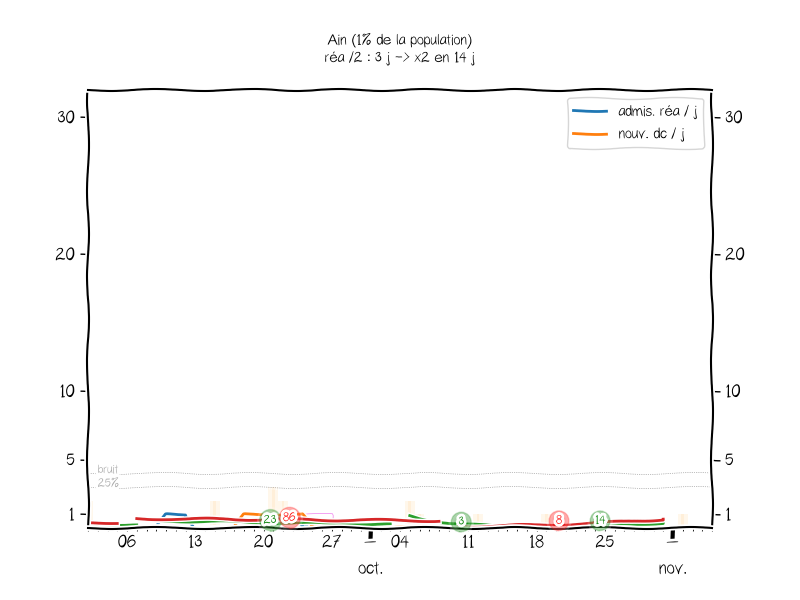 Ain (1% de la population)
réa /2 : 3 j -> x2 en 14 j
admis. réa / j
nouv. dc / j
30 30
20 20
10 10
5 5
bruit
25%
1 1
23 86 3 8 14
06 13 20 27 04 11 18 25
oct. nov.